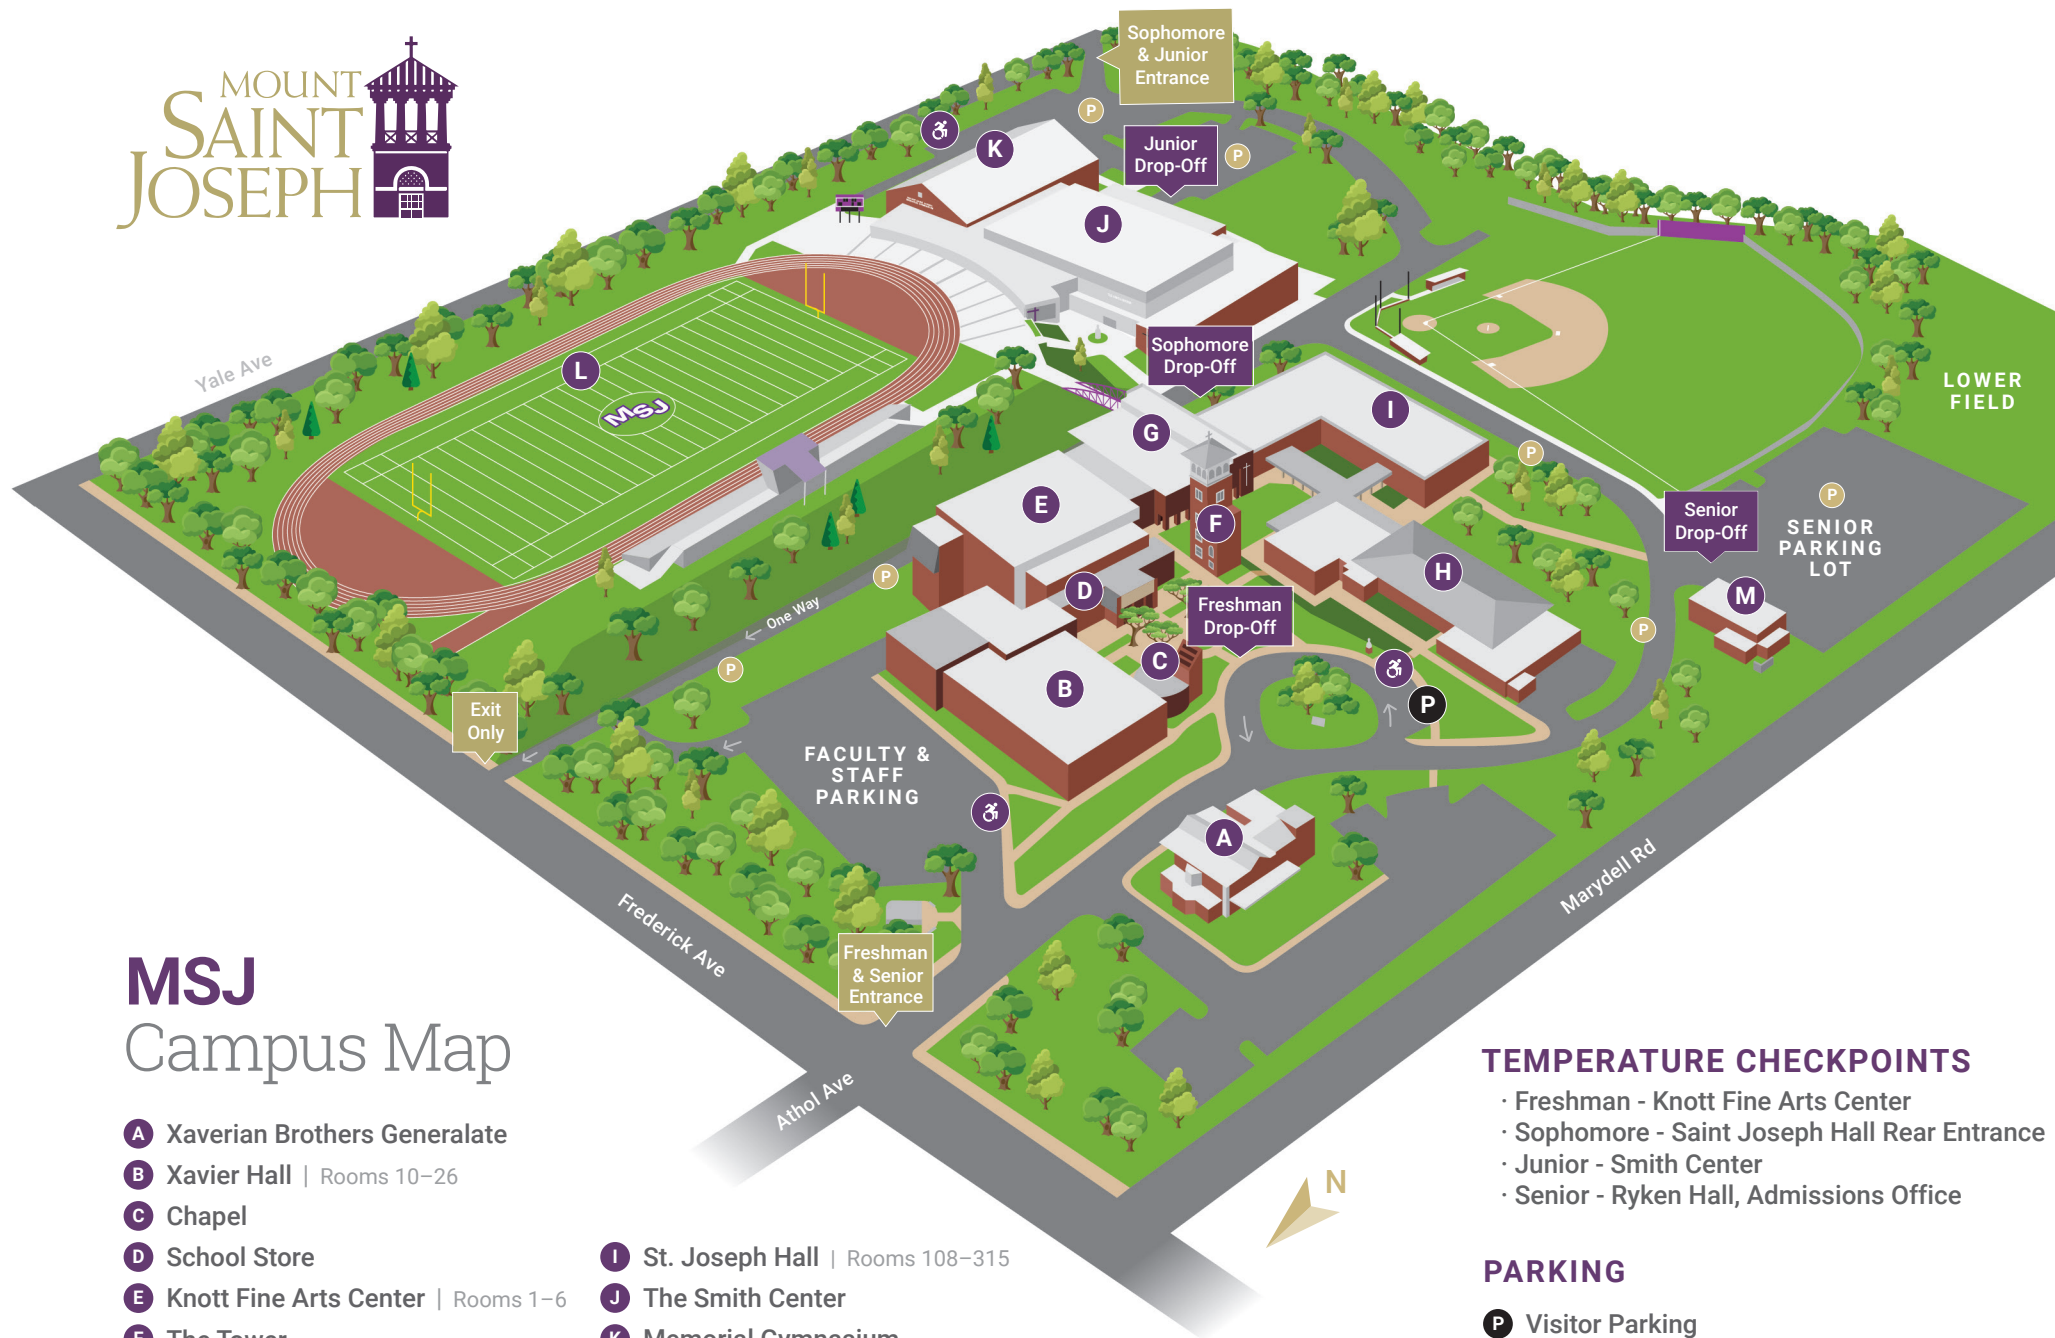 MOUNT
SAINT
JOSEPH
Sophomore
& Junior
Entrance
P
K
Junior
Drop-Off
P
J
Yale Ave
L
MSJ
Sophomore
Drop-Off
LOWER
FIELD
I
G
P
E
F
Senior
Drop-Off
P
SENIOR
PARKING
LOT
P
D
H
M
One Way
Freshman
Drop-Off
P
P
C
B
P
Exit
Only
FACULTY &
STAFF
PARKING
A
Marydell Rd
Frederick Ave
Freshman
& Senior
Entrance
Athol Ave
N
MSJ
Campus Map
A Xaverian Brothers Generalate
B Xavier Hall | Rooms 10–26
C Chapel
D School Store
E Knott Fine Arts Center | Rooms 1–6
F The Tower
I St. Joseph Hall | Rooms 108–315
J The Smith Center
K Memorial Gymnasium
TEMPERATURE CHECKPOINTS
· Freshman - Knott Fine Arts Center
· Sophomore - Saint Joseph Hall Rear Entrance
· Junior - Smith Center
· Senior - Ryken Hall, Admissions Office
PARKING
P Visitor Parking